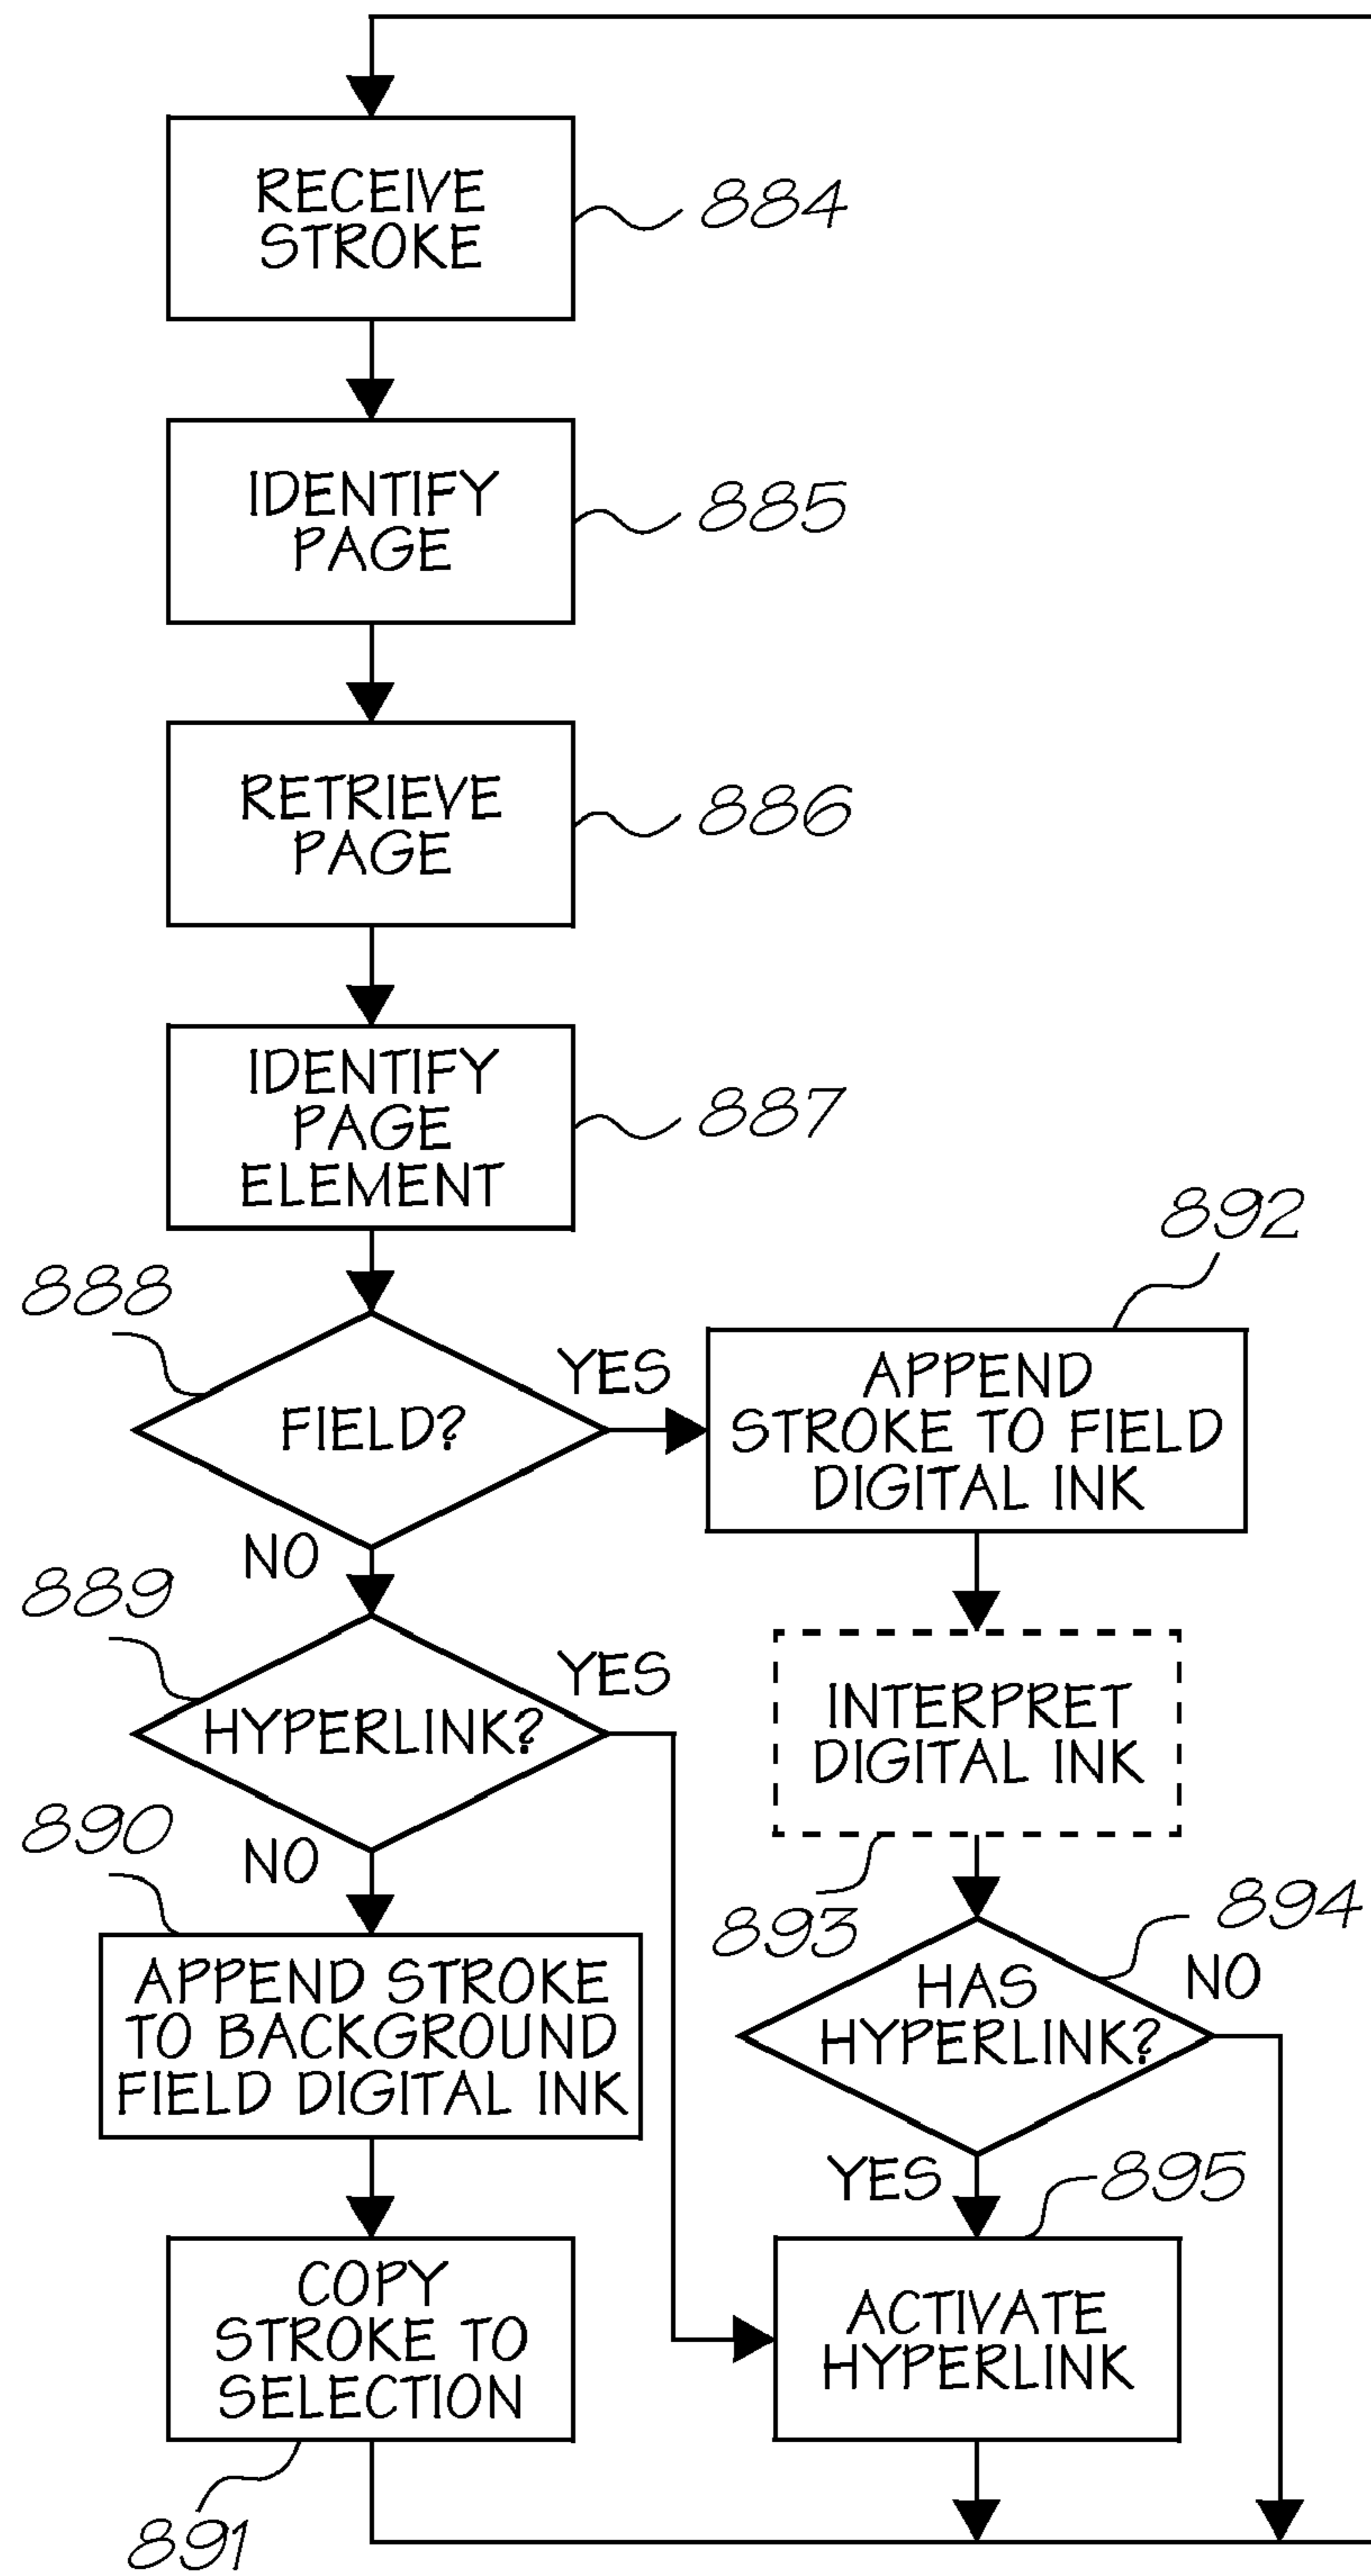 RECEIVE
STROKE
884
IDENTIFY
PAGE
885
RETRIEVE
PAGE
886
IDENTIFY
PAGE
ELEMENT
887
888
FIELD?
YES
NO
892
APPEND
STROKE TO FIELD
DIGITAL INK
889
HYPERLINK?
YES
NO
INTERPRET
DIGITAL INK
893
890
APPEND STROKE
TO BACKGROUND
FIELD DIGITAL INK
894
HAS
HYPERLINK?
NO
YES
895
COPY
STROKE TO
SELECTION
891
ACTIVATE
HYPERLINK